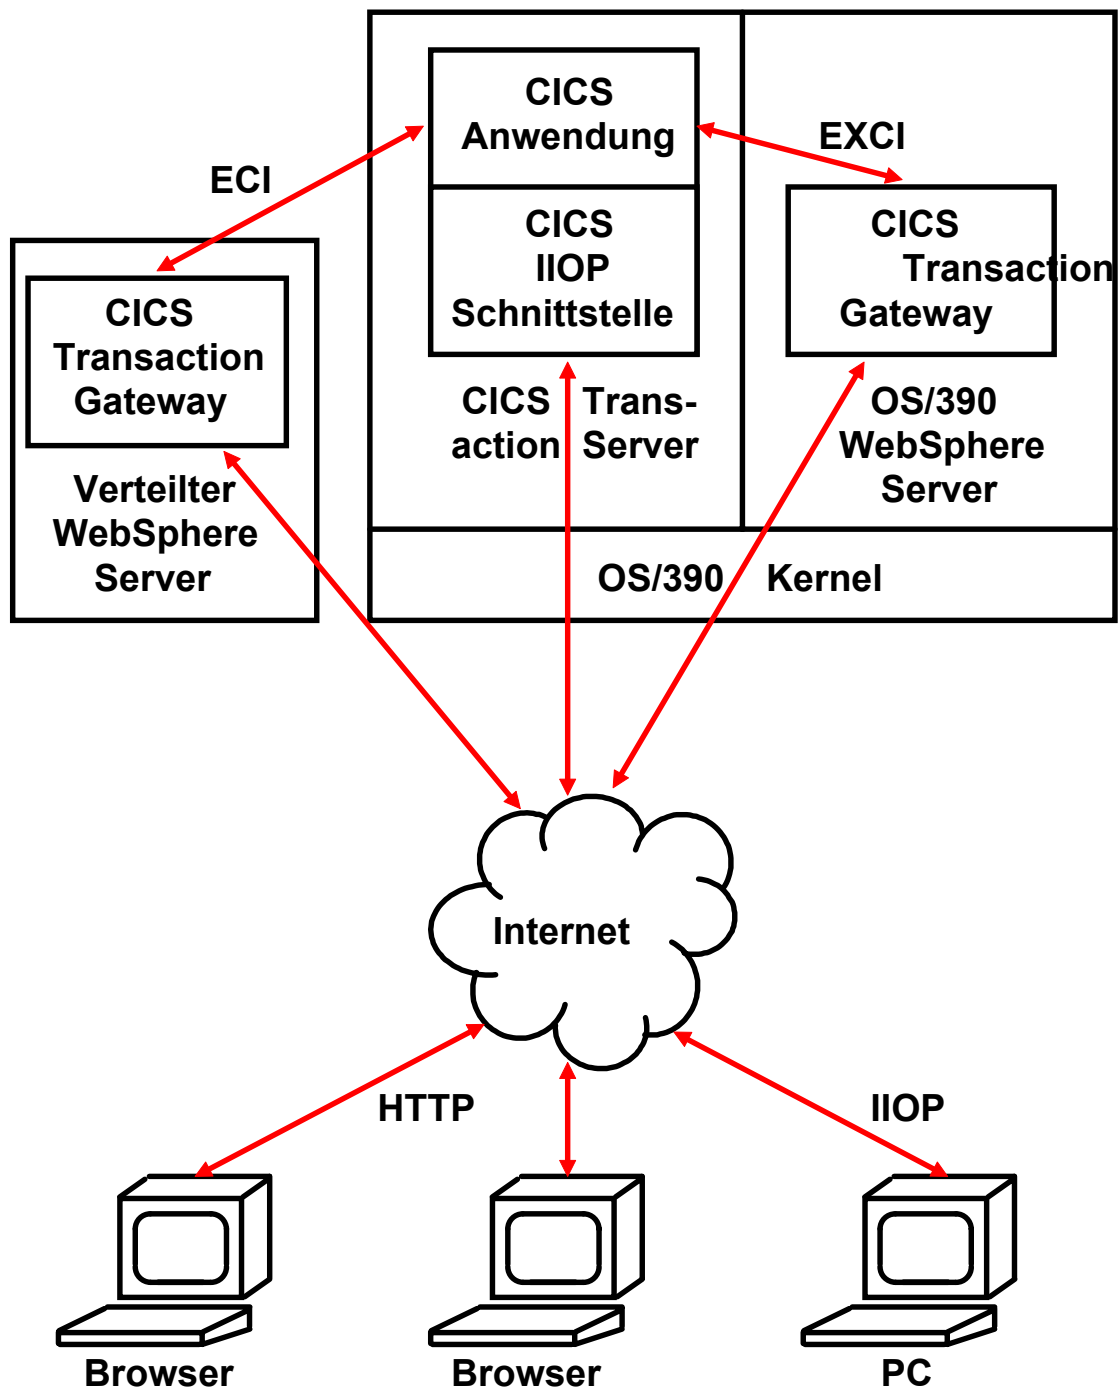 CICS
Anwendung
EXCI
ECI
CICS
IIOP
Schnittstelle
CICS
Transaction
Gateway
CICS
Transaction
Gateway
CICS Trans-
action Server
OS/390
WebSphere
Server
Verteilter
WebSphere
Server
OS/390 Kernel
Internet
HTTP
IIOP
Browser
Browser
PC